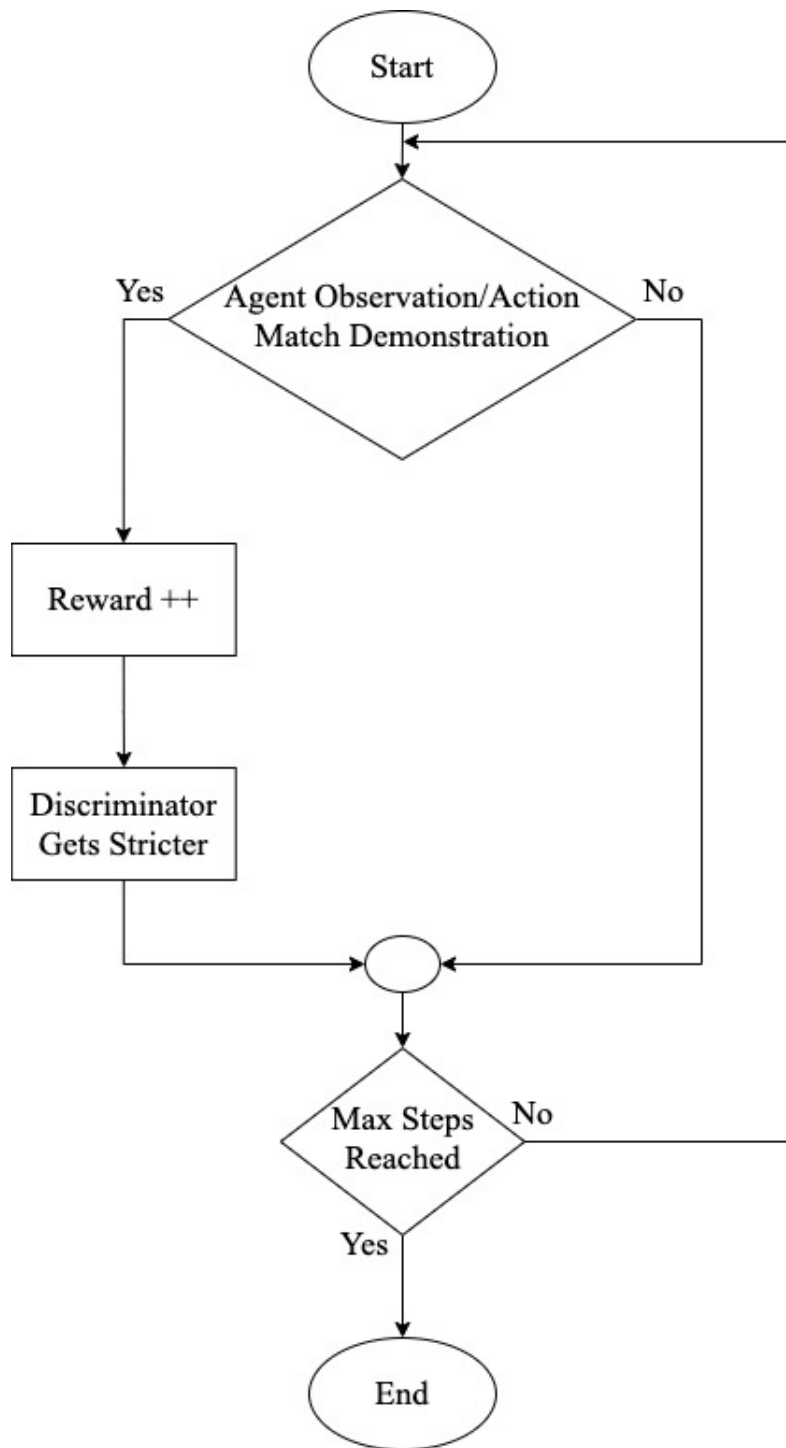 Start
Yes
Agent Observation/Action
Match Demonstration
No
Reward ++
Discriminator
Gets Stricter
Max Steps
Reached
No
Yes
End